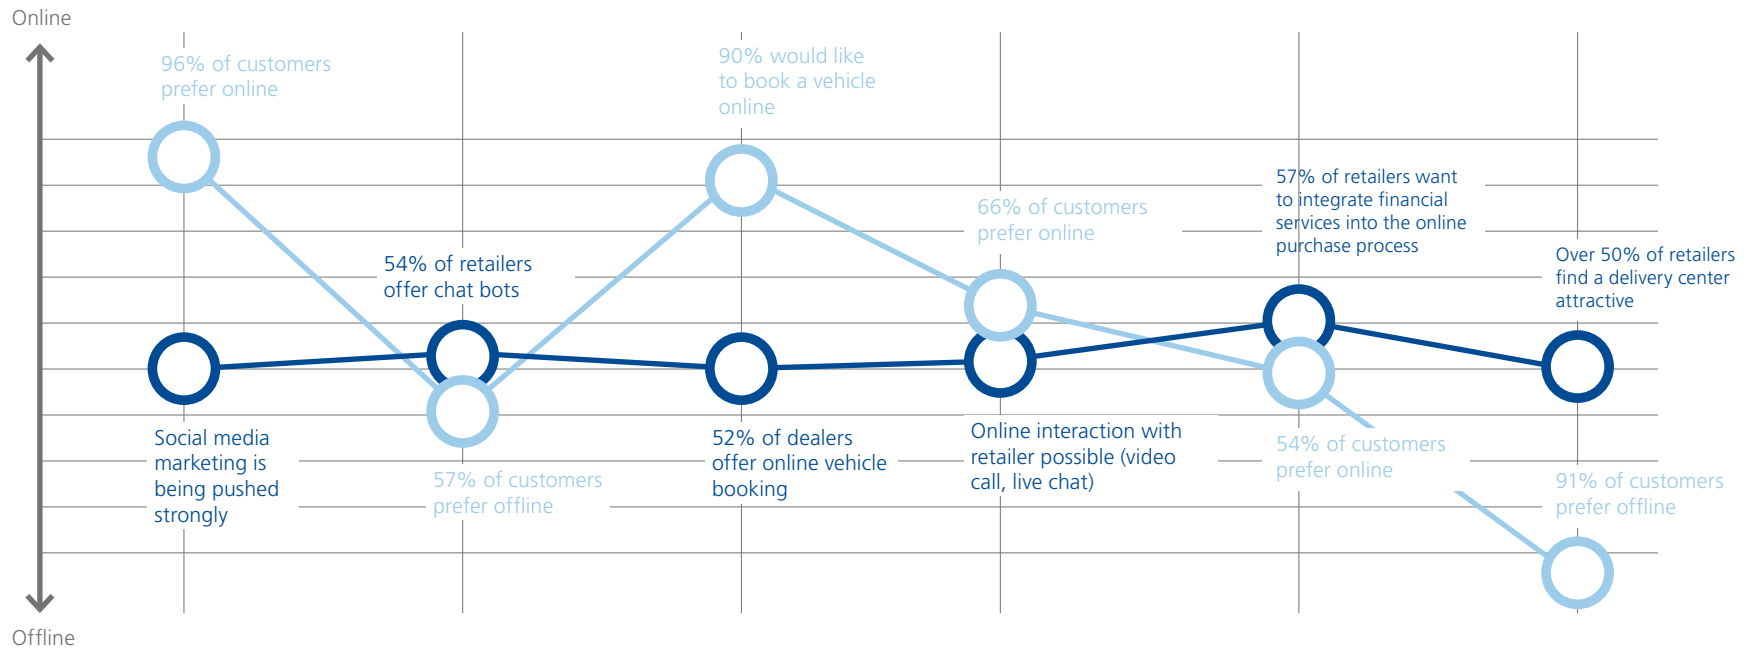 Online
96% of customers
prefer online
90% would like
to book a vehicle
online
57% of retailers want
to integrate financial
services into the online
purchase process
66% of customers
prefer online
54% of retailers
offer chat bots
Over 50% of retailers
find a delivery center
attractive
Social media
marketing is
being pushed
strongly
57% of customers
prefer offline
52% of dealers
offer online vehicle
booking
Online interaction with
retailer possible (video
call, live chat)
54% of customers
prefer online
91% of customers
prefer offline
Offline